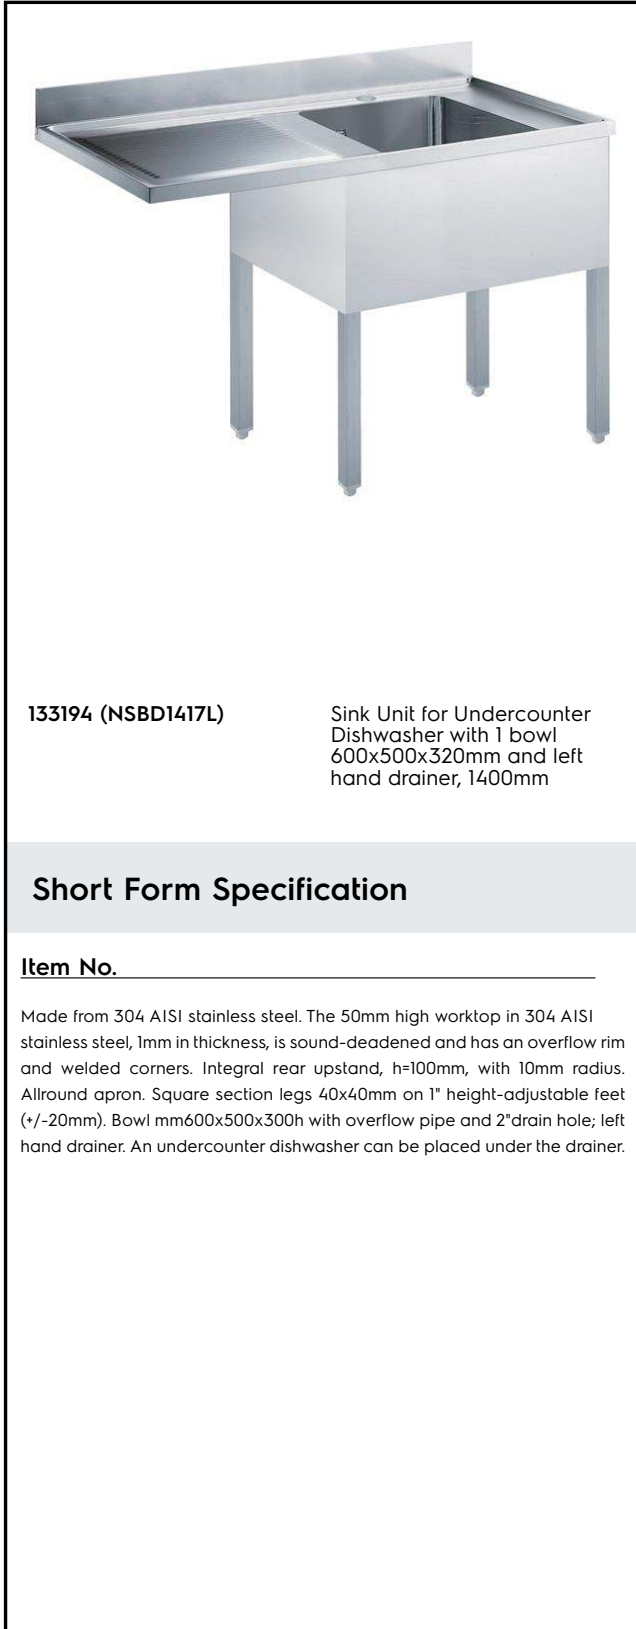 133194 (NSBD1417L)
Sink Unit for Undercounter
Dishwasher with 1 bowl
600x500x320mm and left
hand drainer, 1400mm
Short Form Specification
Item No.
Made from 304 AISI stainless steel. The 50mm high worktop in 304 AISI
stainless steel, 1mm in thickness, is sound-deadened and has an overflow rim
and welded corners. Integral rear upstand, h=100mm, with 10mm radius.
Allround apron. Square section legs 40x40mm on 1" height-adjustable feet
(+/-20mm). Bowl mm600x500x300h with overflow pipe and 2"drain hole; left
hand drainer. An undercounter dishwasher can be placed under the drainer.